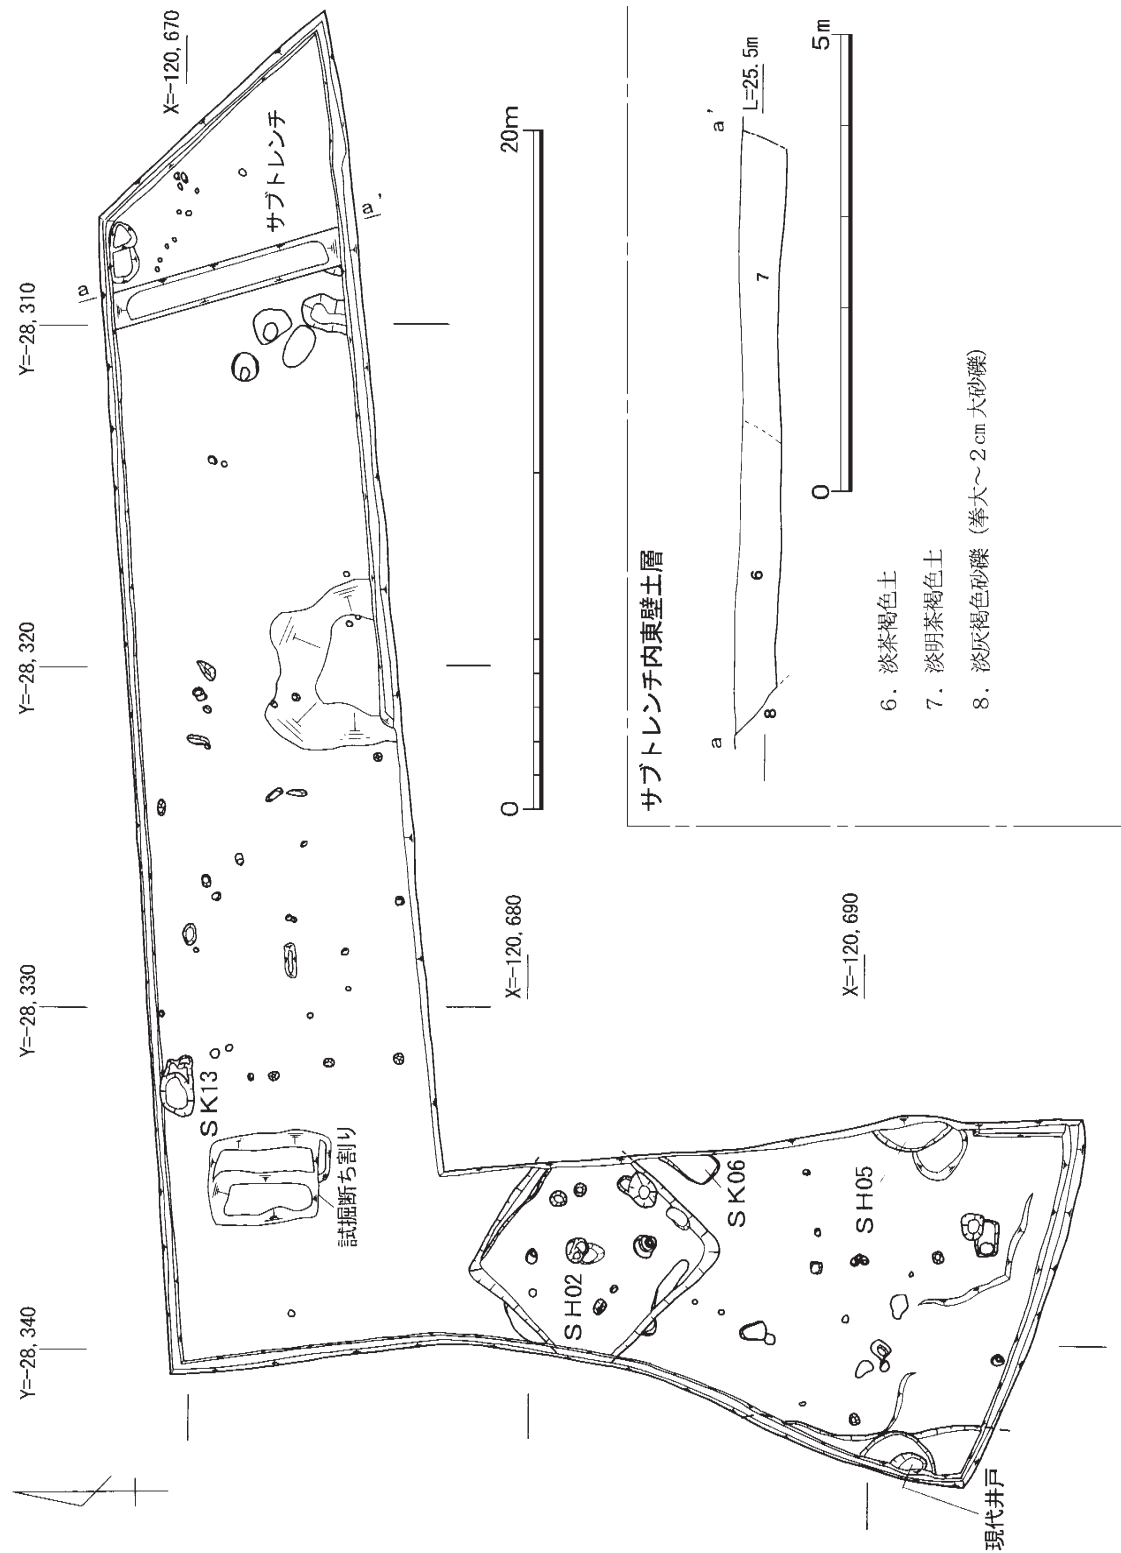 X=-120,670
Y=-28,310
Y=-28,320
Y=-28,330
Y=-28,340
サブトレンチ
a
a'
SK13
試掘断ち割り
X=-120,680
X=-120,690
SH02
SK06
SH05
現代井戸
0
20m
サブトレンチ内東壁土層
a
a'
L=25.5m
8
6
7
0
5m
6．淡茶褐色土
7．淡明茶褐色土
8．淡灰褐色砂礫（拳大～2cm大砂礫）